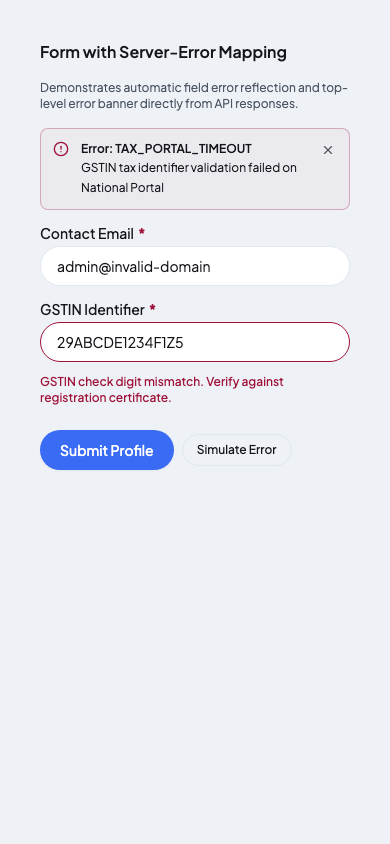 Form with Server-Error Mapping
Demonstrates automatic field error reflection and top-
level error banner directly from API responses.
Error: TAX_PORTAL_TIMEOUT
GSTIN tax identifier validation failed on
National Portal
Contact Email *
admin@invalid-domain
GSTIN Identifier *
29ABCDE1234F1Z5
GSTIN check digit mismatch. Verify against
registration certificate.
Submit Profile
Simulate Error